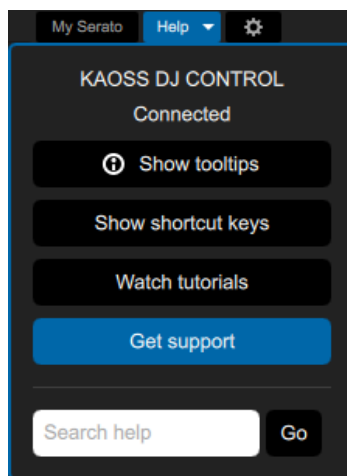 My Serato Help
KAOSS DJ CONTROL
Connected
Show tooltips
Show shortcut keys
Watch tutorials
Get support
Search help Go